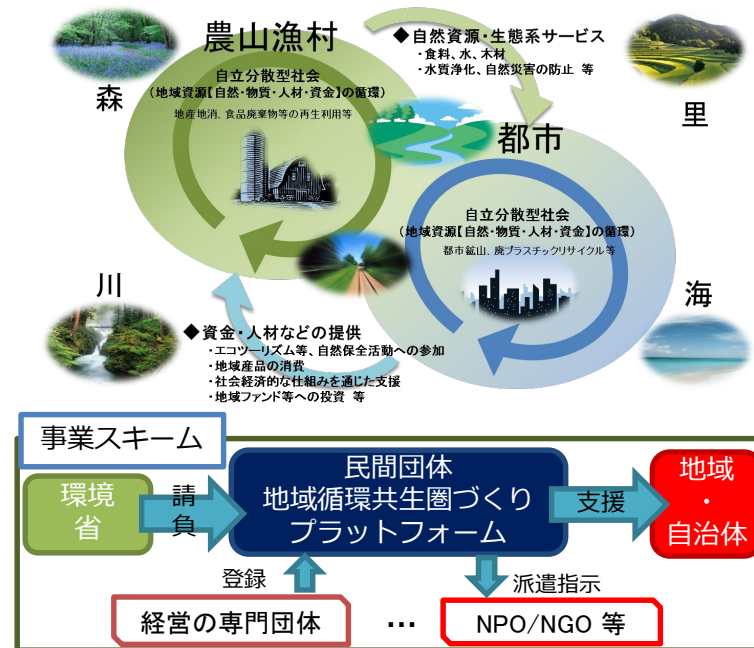 農山漁村
◆自然資源・生態系サービス
・食料、水、木材
・水質浄化、自然災害の防止 等
森
自立分散型社会
(地域資源【自然・物質・人材・資金】の循環)
地産地消、食品廃棄物等の再生利用等
里
都市
自立分散型社会
(地域資源【自然・物質・人材・資金】の循環)
都市鉱山、廃プラスチックリサイクル等
川
海
◆資金・人材などの提供
・エコツーリズム等、自然保全活動への参加
・地域産品の消費
・社会経済的な仕組みを通じた支援
・地域ファンド等への投資 等
事業スキーム
環境
省
請
負
民間団体
地域循環共生圏づくり
プラットフォーム
支援
地域
・
自治体
登録
派遣指示
経営の専門団体
…
NPO/NGO 等